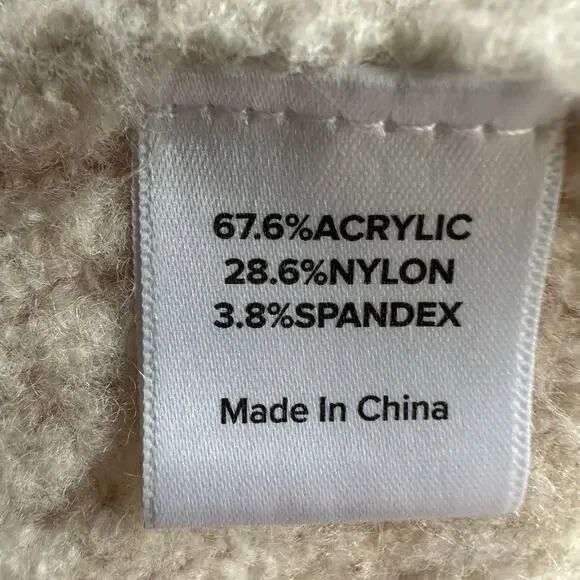 67.6%ACRYLIC
28.6%NYLON
3.8%SPANDEX
Made In China